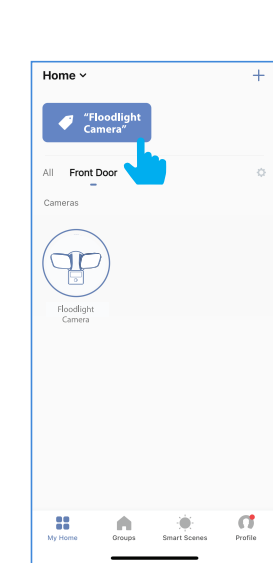 Home
+
“Floodlight
Camera”
All Front Door
Cameras
Floodlight
Camera
My Home Groups Smart Scenes Profile